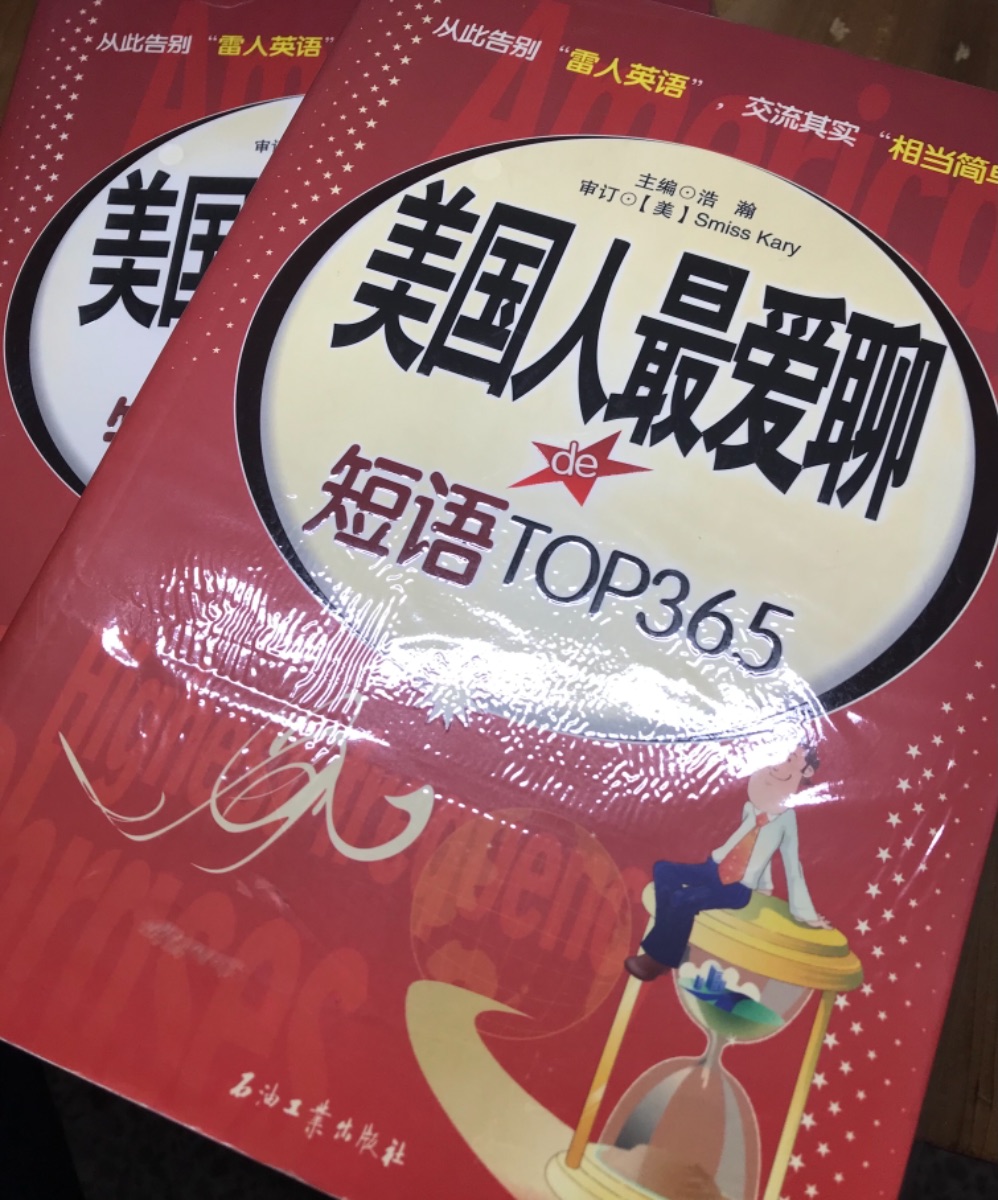 从此告别 "雷人英语"
审
美国
从此告别 "雷人英语"，交流其实 "相当简单
主编⊙浩 瀚
审订⊙【美】Smiss Kary
美国人最爱聊
de
短语TOP365
石油工业出版社